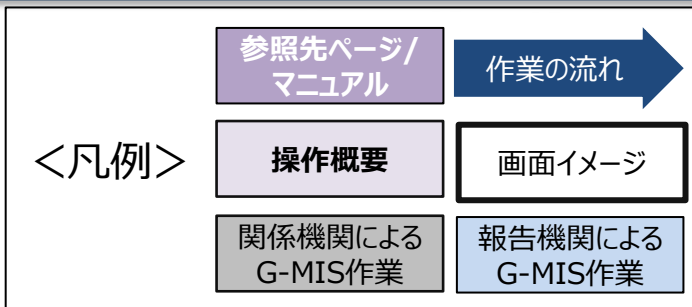 <凡例>
参照先ページ/
マニュアル
作業の流れ
操作概要
画面イメージ
関係機関による
G-MIS作業
報告機関による
G-MIS作業